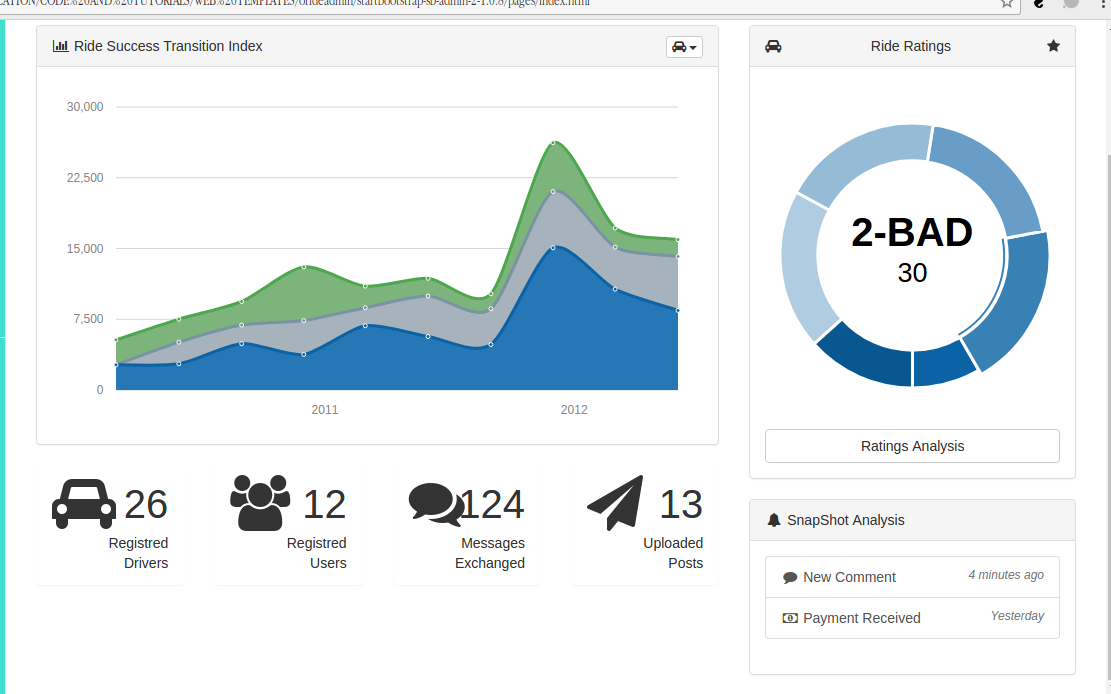 LATION/CODE%20AND%20TUTORIALS/WEB%20TEMPLATES/orideadmin/startbootstrap-sb-admin-2-1.0.8/pages/index.html
Ride Success Transition Index
30,000
22,500
15,000
7,500
0
2011
2012
26
Registred
Drivers
12
Registred
Users
124
Messages
Exchanged
13
Uploaded
Posts
Ride Ratings
2-BAD
30
Ratings Analysis
SnapShot Analysis
New Comment 4 minutes ago
Payment Received Yesterday